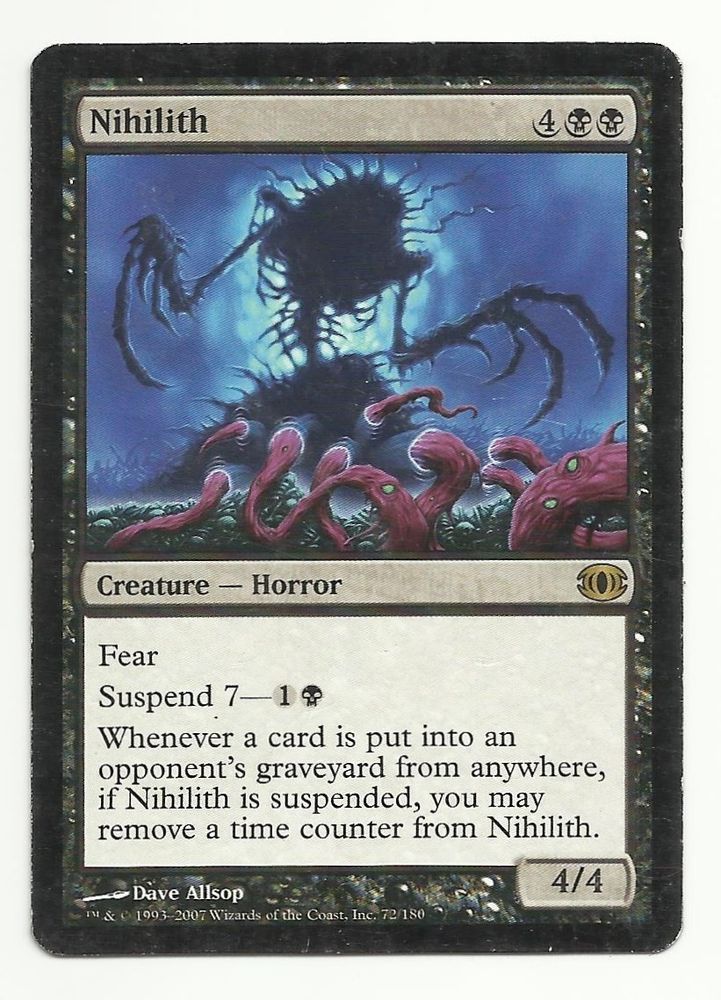 Nihilith 4
Creature — Horror
Fear
Suspend 7—1
Whenever a card is put into an
opponent's graveyard from anywhere,
if Nihilith is suspended, you may
remove a time counter from Nihilith.
4/4
Dave Allsop
™ & © 1993–2007 Wizards of the Coast, Inc. 72/180